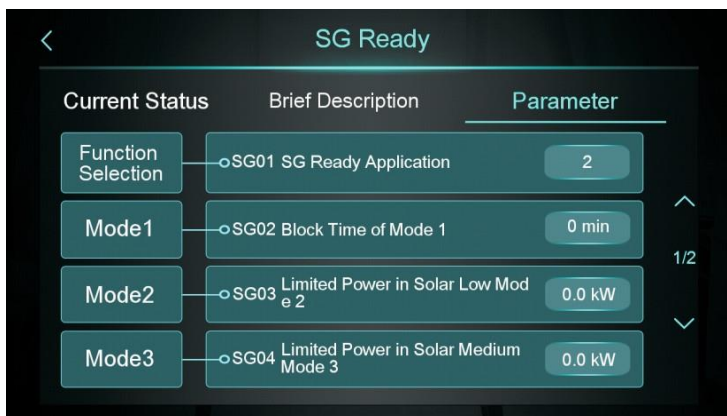 <
SG Ready
Current Status Brief Description Parameter
Function
Selection
SG01 SG Ready Application 2
Mode1
SG02 Block Time of Mode 1 0 min
1/2
Mode2
SG03 Limited Power in Solar Low Mod
e 2 0.0 kW
Mode3
SG04 Limited Power in Solar Medium
Mode 3 0.0 kW